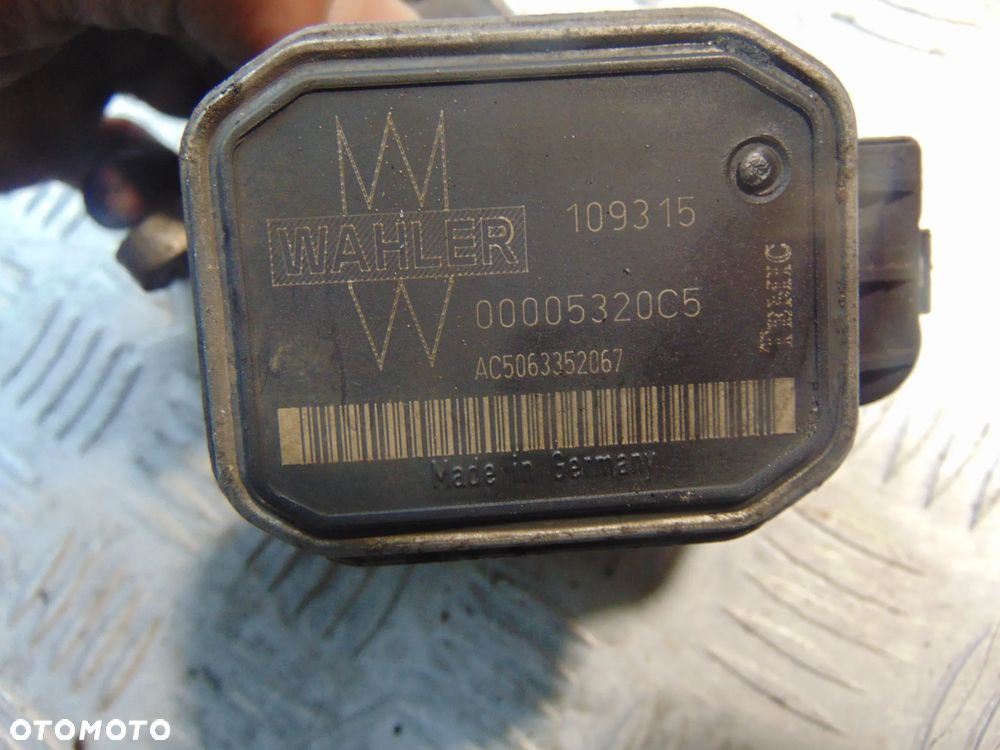 WAHLER
109315
00005320C5
AC5063352067
Made in Germany
OTOMOTO